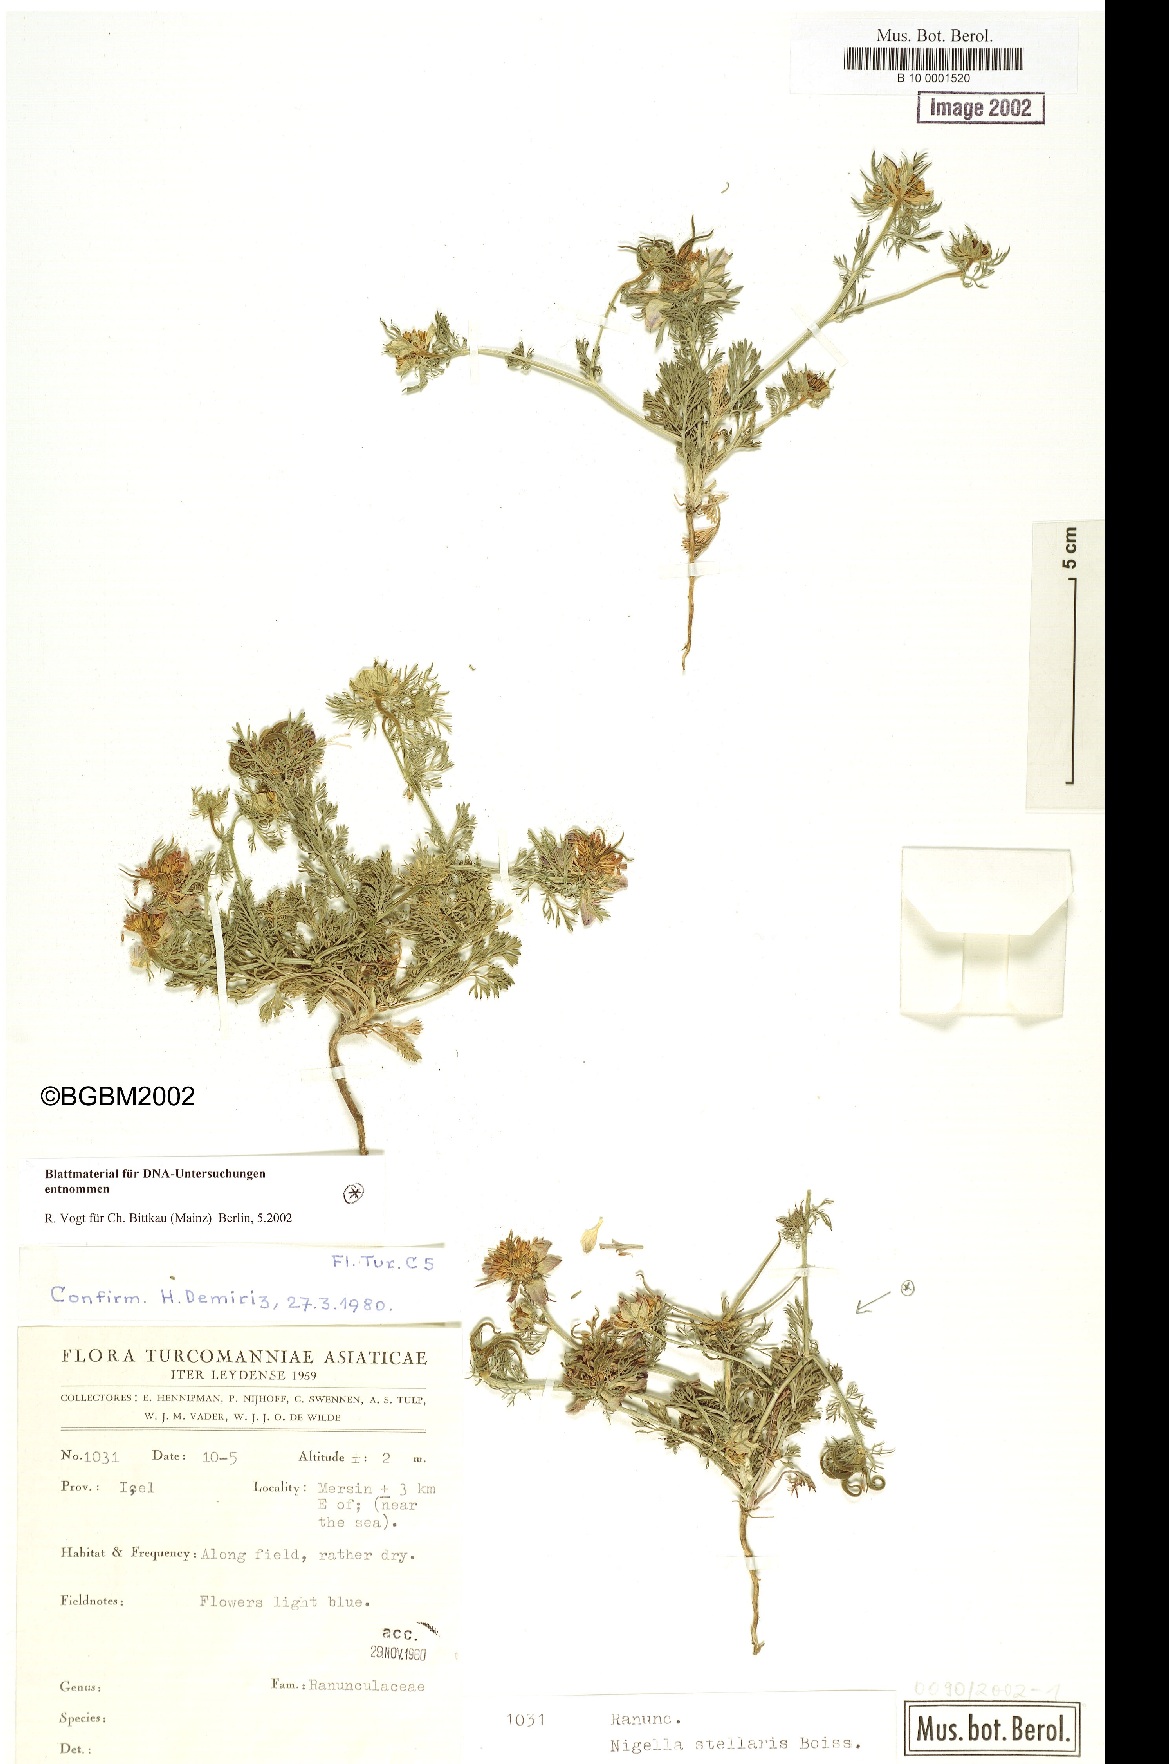 Mus. Bot. Berol.
B 10 0001520
Image 2002
5 cm
©BGBM2002
Blattmaterial für DNA-Untersuchungen
entnommen
R. Vogt für Ch. Bittkau (Mainz) Berlin, 5.2002
Fl. Tur. C5
Confirm. H. Demiriz, 27.3.1980.
FLORA TURCOMANNIAE ASIATICAE
ITER LEYDENSE 1959
COLLECTORES: E. HENNIPMAN, P. NIJHOFF, C. SWENNEN, A. S. TULP,
W. J. M. VADER, W. J. J. O. DE WILDE
No. 1031 Date: 10-5 Altitude ±: 2 m.
Prov.: Içel Locality: Mersin ± 3 km
E of; (near
the sea).
Habitat & Frequency: Along field, rather dry.
Fieldnotes: Flowers light blue.
acc.
29.NOV.1960
Genus: Fam.: Ranunculaceae
Species:
Det.:
1031 Ranunc.
Nigella stellaris Boiss.
0090/2002-1
Mus. bot. Berol.